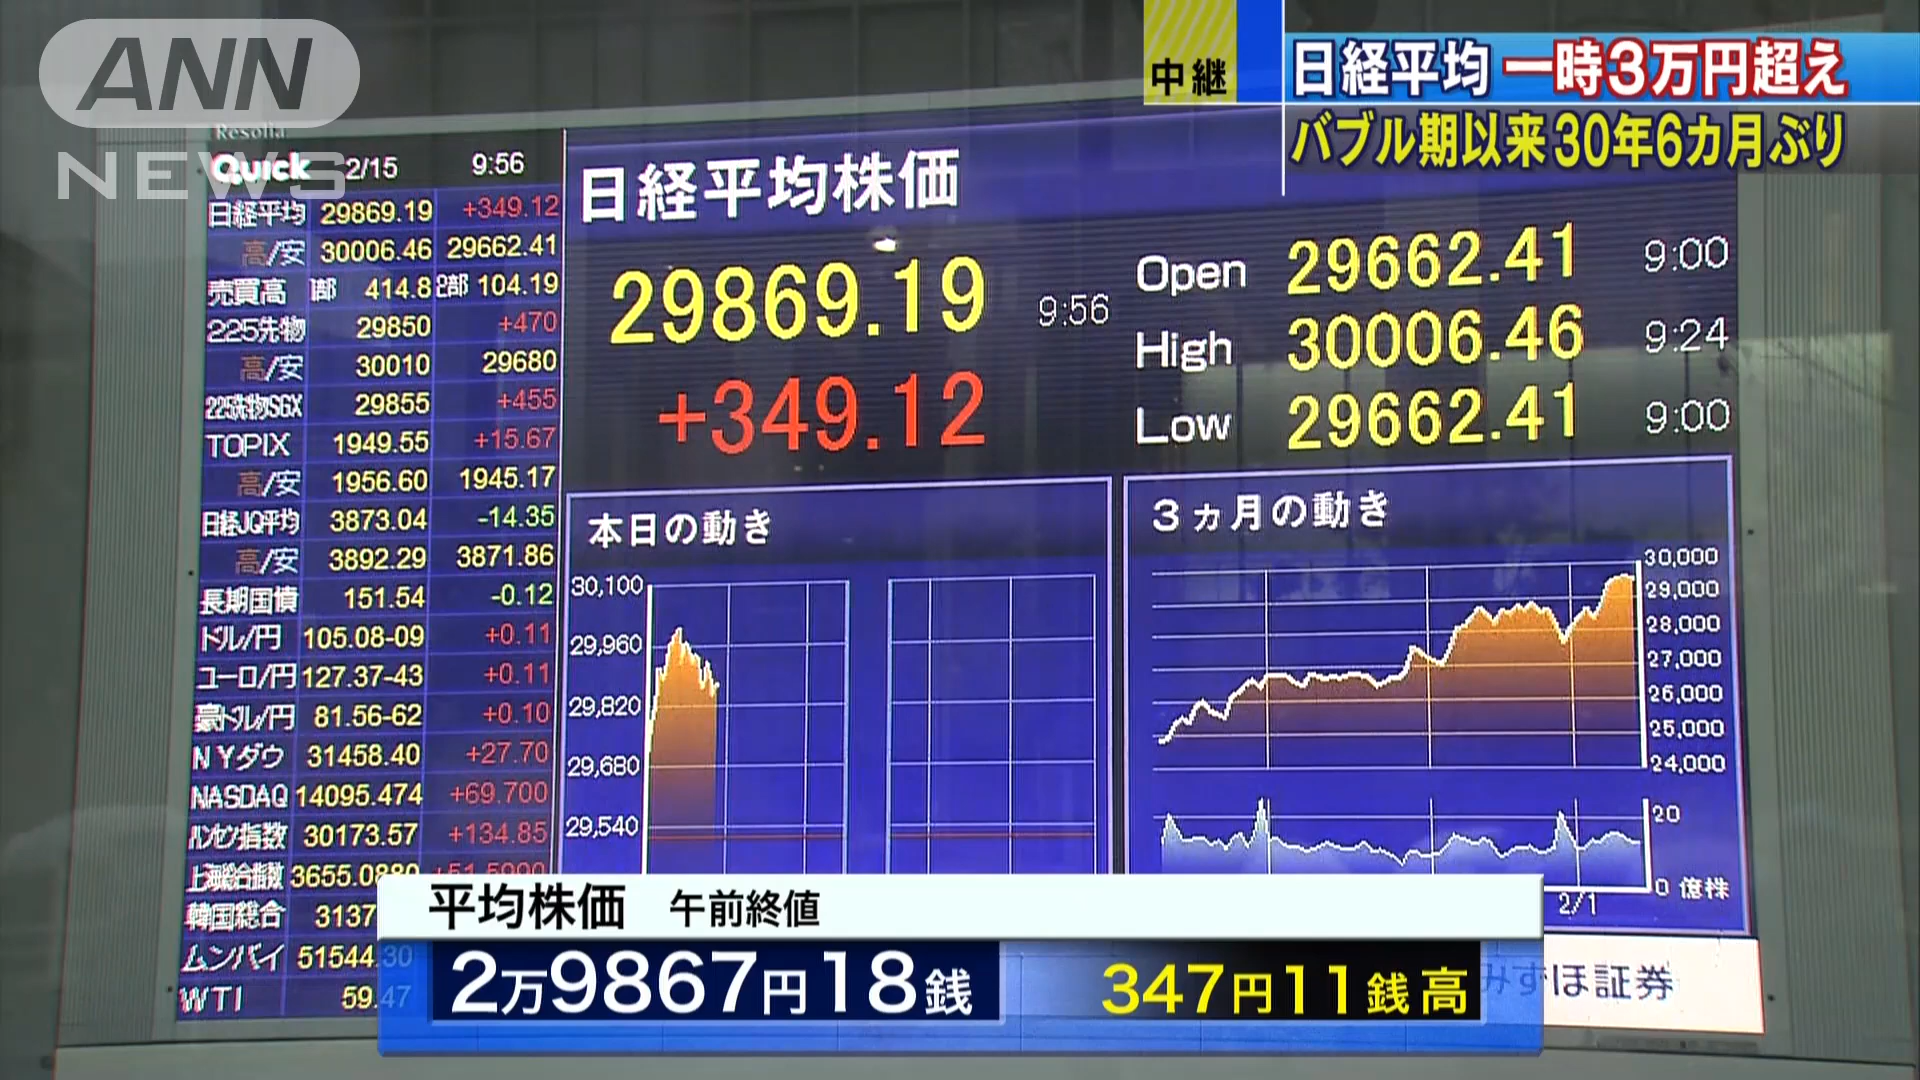 ANN
NEWS
中継
日経平均 一時3万円超え
バブル期以来30年6カ月ぶり
Resolia
Quick 2/15 9:56
日経平均 29869.19 +349.12
高/安 30006.46 29662.41
売買高 1部 414.8 2部 104.19
225先物 29850 +470
高/安 30010 29680
225先物SGX 29855 +455
TOPIX 1949.55 +15.67
高/安 1956.60 1945.17
日経JQ平均 3873.04 -14.35
高/安 3892.29 3871.86
長期国債 151.54 -0.12
ドル/円 105.08-09 +0.11
ユーロ/円 127.37-43 +0.11
豪ドル/円 81.56-62 +0.10
NYダウ 31458.40 +27.70
NASDAQ 14095.474 +69.700
ハンセン指数 30173.57 +134.85
上海総合指数 3655.0880
韓国総合 3137
ムンバイ 51544.30
WTI 59.47
日経平均株価
29869.19 9:56
+349.12
Open 29662.41 9:00
High 30006.46 9:24
Low 29662.41 9:00
本日の動き
30,100
29,960
29,820
29,680
29,540
3ヵ月の動き
30,000
29,000
28,000
27,000
26,000
25,000
24,000
20
0 億株
2/1
みずほ証券
平均株価 午前終値
2万9867円18銭 347円11銭高